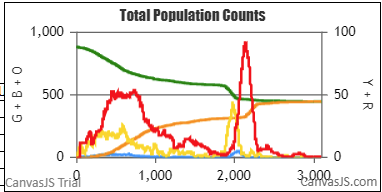 Total Population Counts
1,000
100
G + B + O
500
50
Y + R
0
0
0
1,000
2,000
3,000
CanvasJS Trial
CanvasJS.com